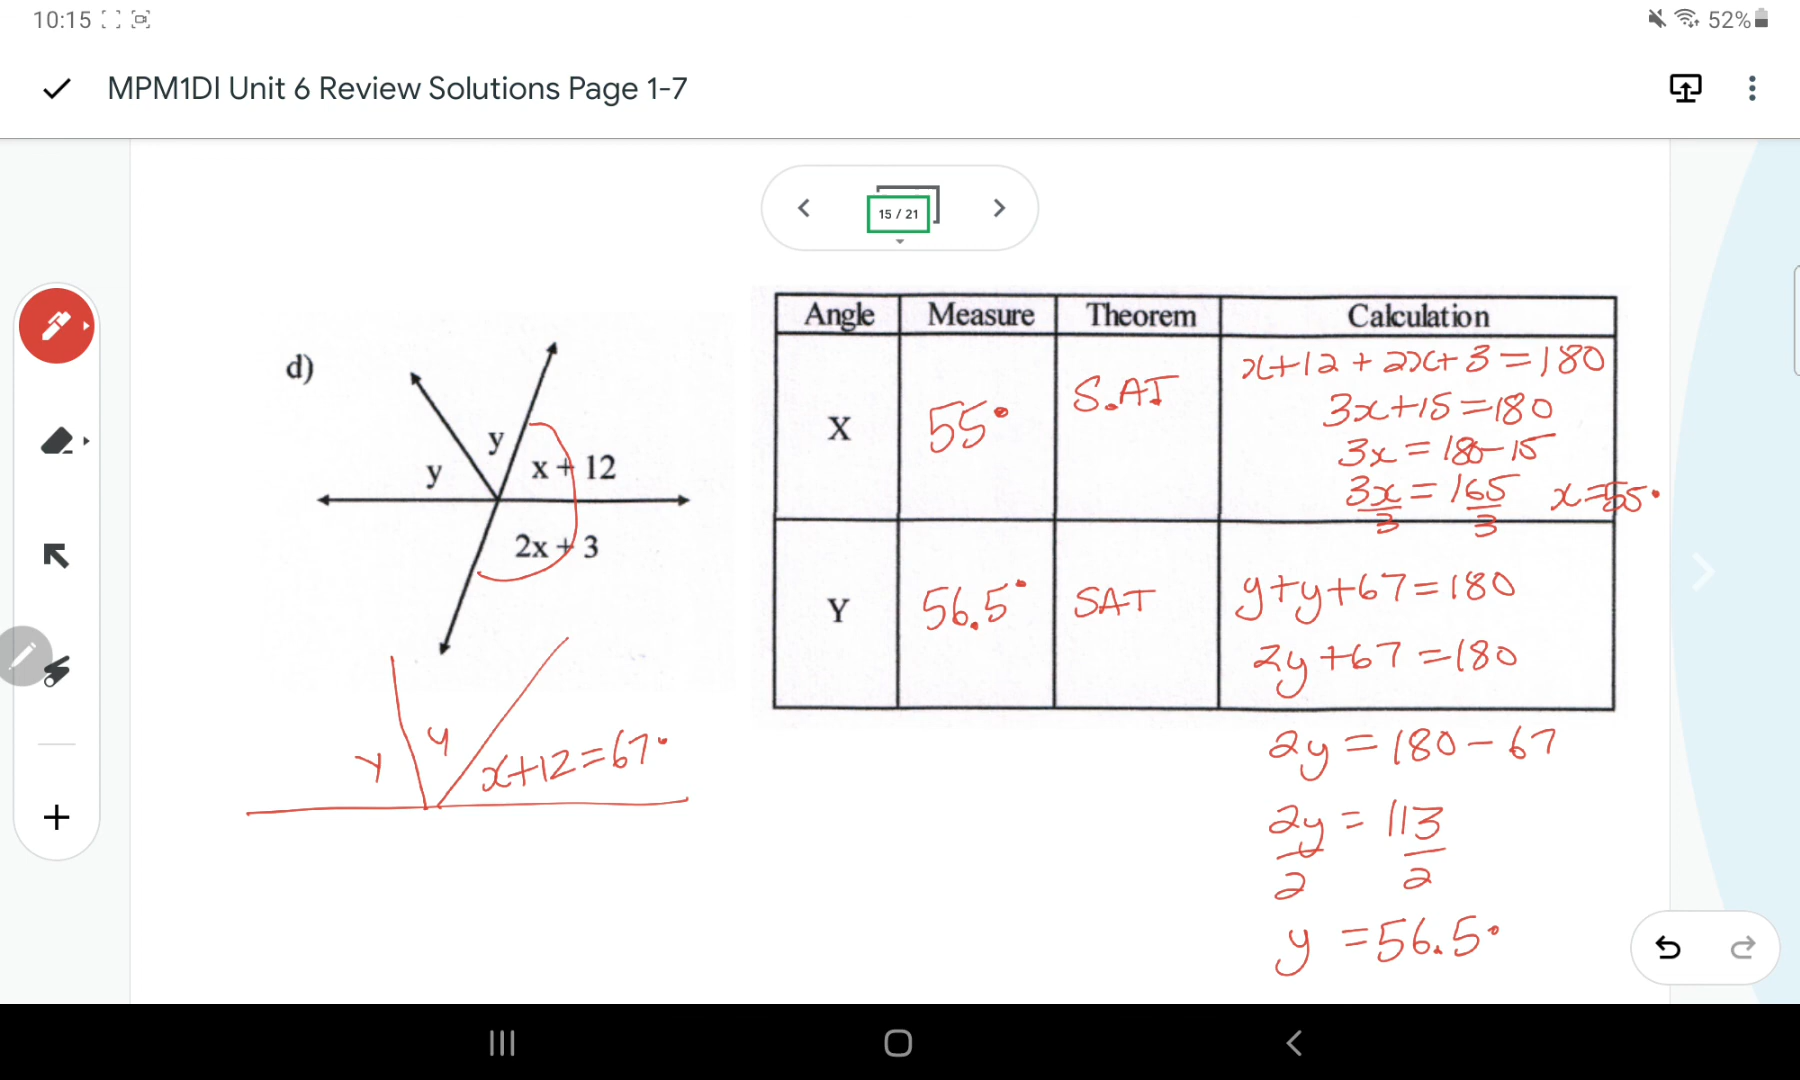 10:15
52%
MPM1DI Unit 6 Review Solutions Page 1-7
15 / 21
d)
y
y
x + 12
2x + 3
y
y
x+12=67°
Angle Measure Theorem Calculation
X 55° S.AT
x+12 + 2x+3=180
3x+15=180
3x = 180-15
3x/3 = 165/3 x=55°
Y 56.5° SAT
y+y+67=180
2y+67=180
2y = 180-67
2y/2 = 113/2
y =56.5°